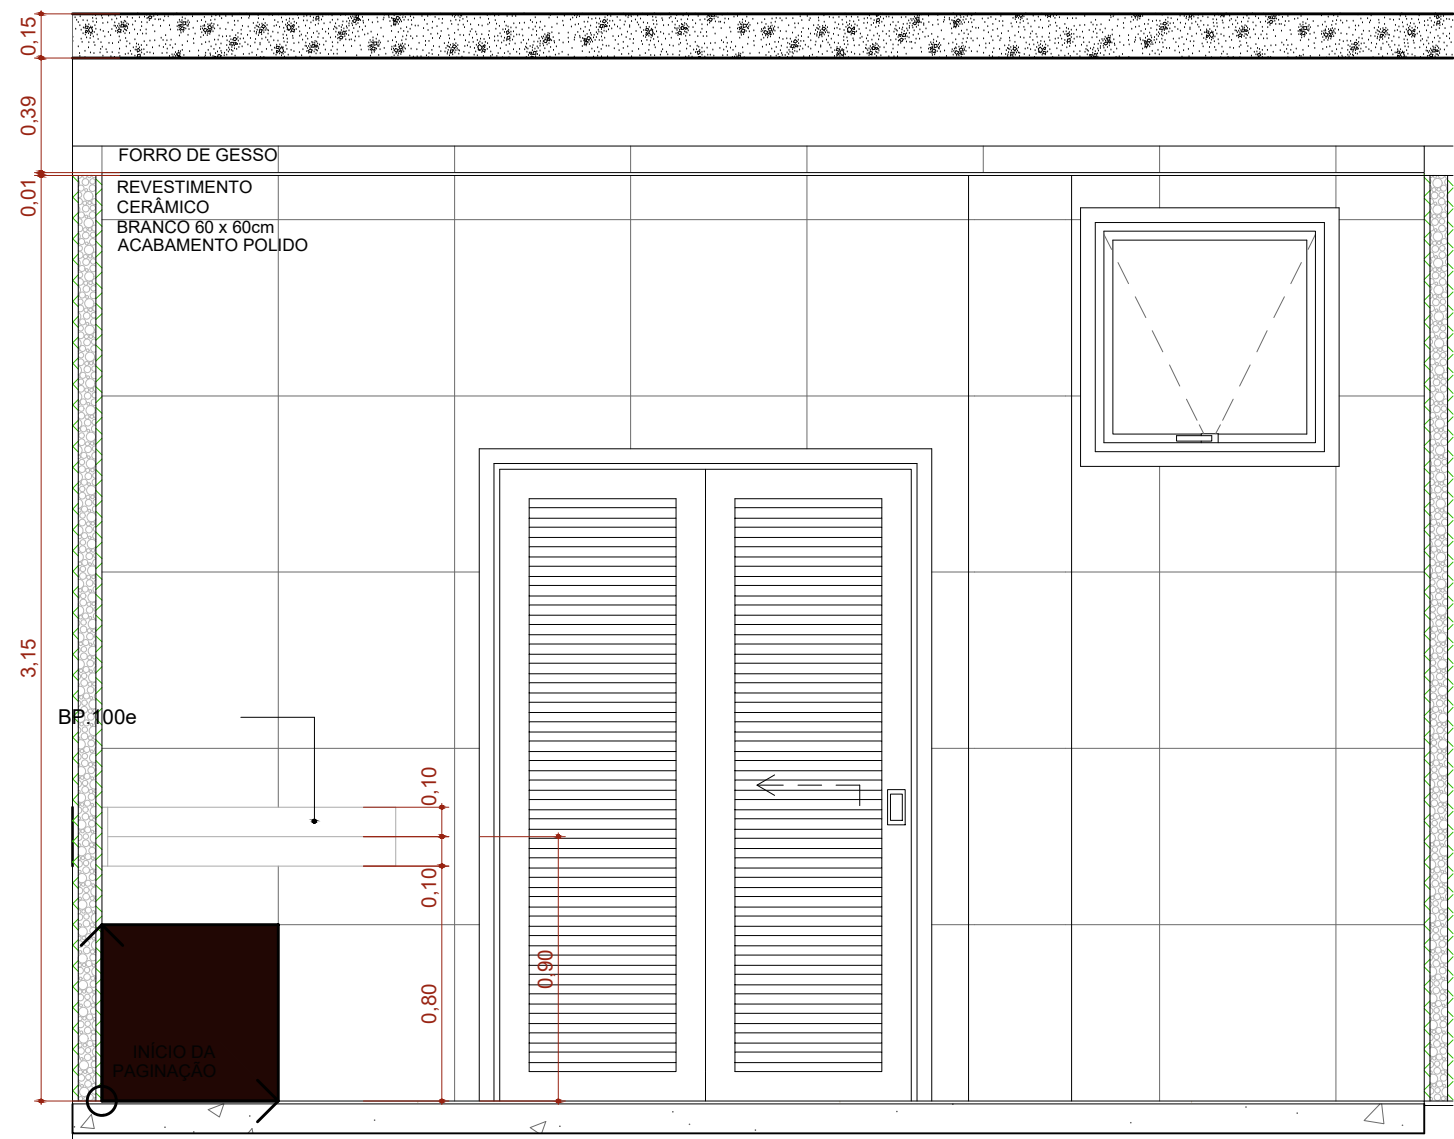 0,15
0,39
FORRO DE GESSO
0,01
REVESTIMENTO
CERÂMICO
BRANCO 60 x 60cm
ACABAMENTO POLIDO
3,15
BP.100e
0,10
0,10
0,90
0,80
INÍCIO DA
PAGINAÇÃO